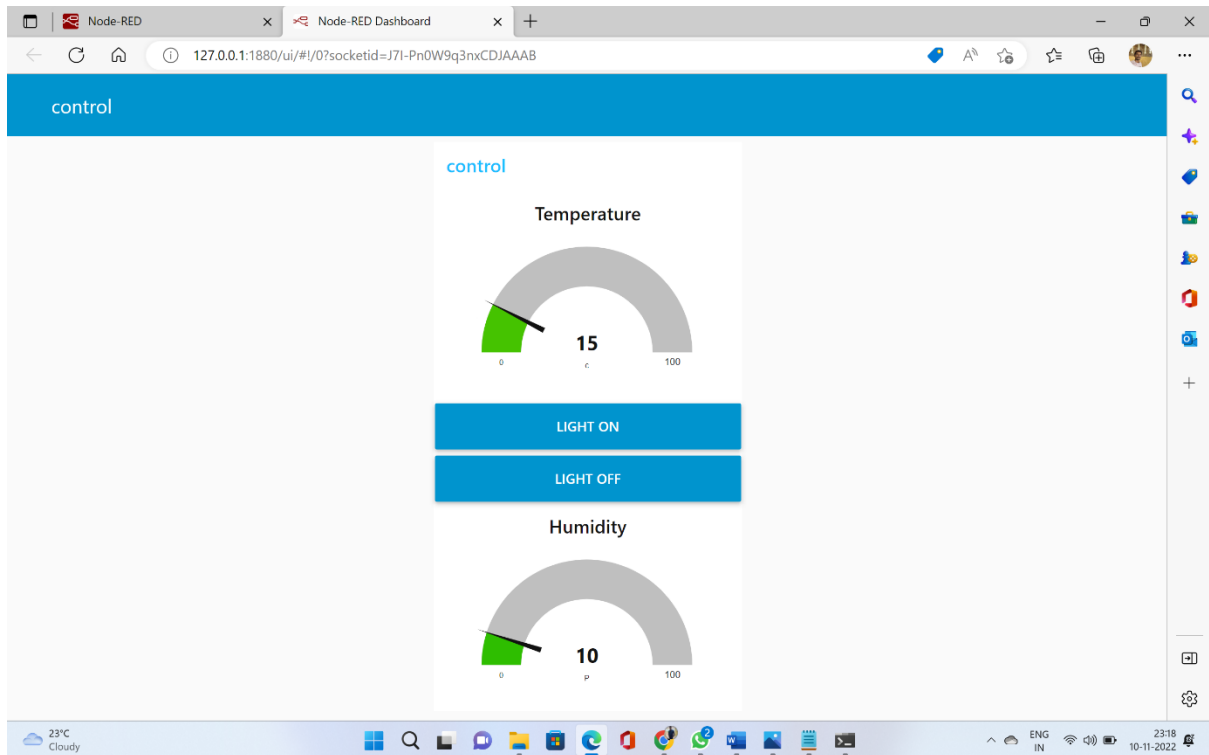 Node-RED
Node-RED Dashboard
127.0.0.1:1880/ui/#!/0?socketid=J7I-Pn0W9q3nxCDJAAAB
control
control
Temperature
15
0
c
100
LIGHT ON
LIGHT OFF
Humidity
10
0
P
100
23°C
Cloudy
ENG
IN
23:18
10-11-2022